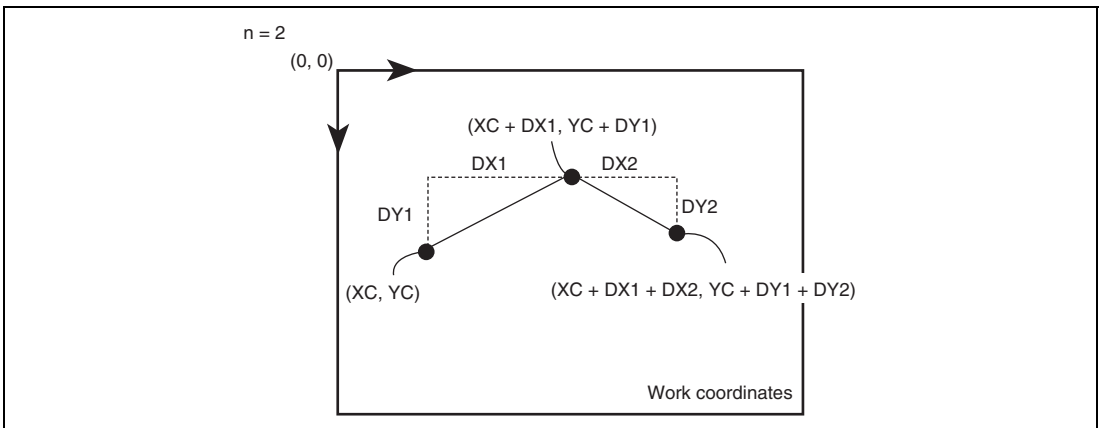 n = 2
(0, 0)
(XC + DX1, YC + DY1)
DX1
DX2
DY1
DY2
(XC, YC)
(XC + DX1 + DX2, YC + DY1 + DY2)
Work coordinates